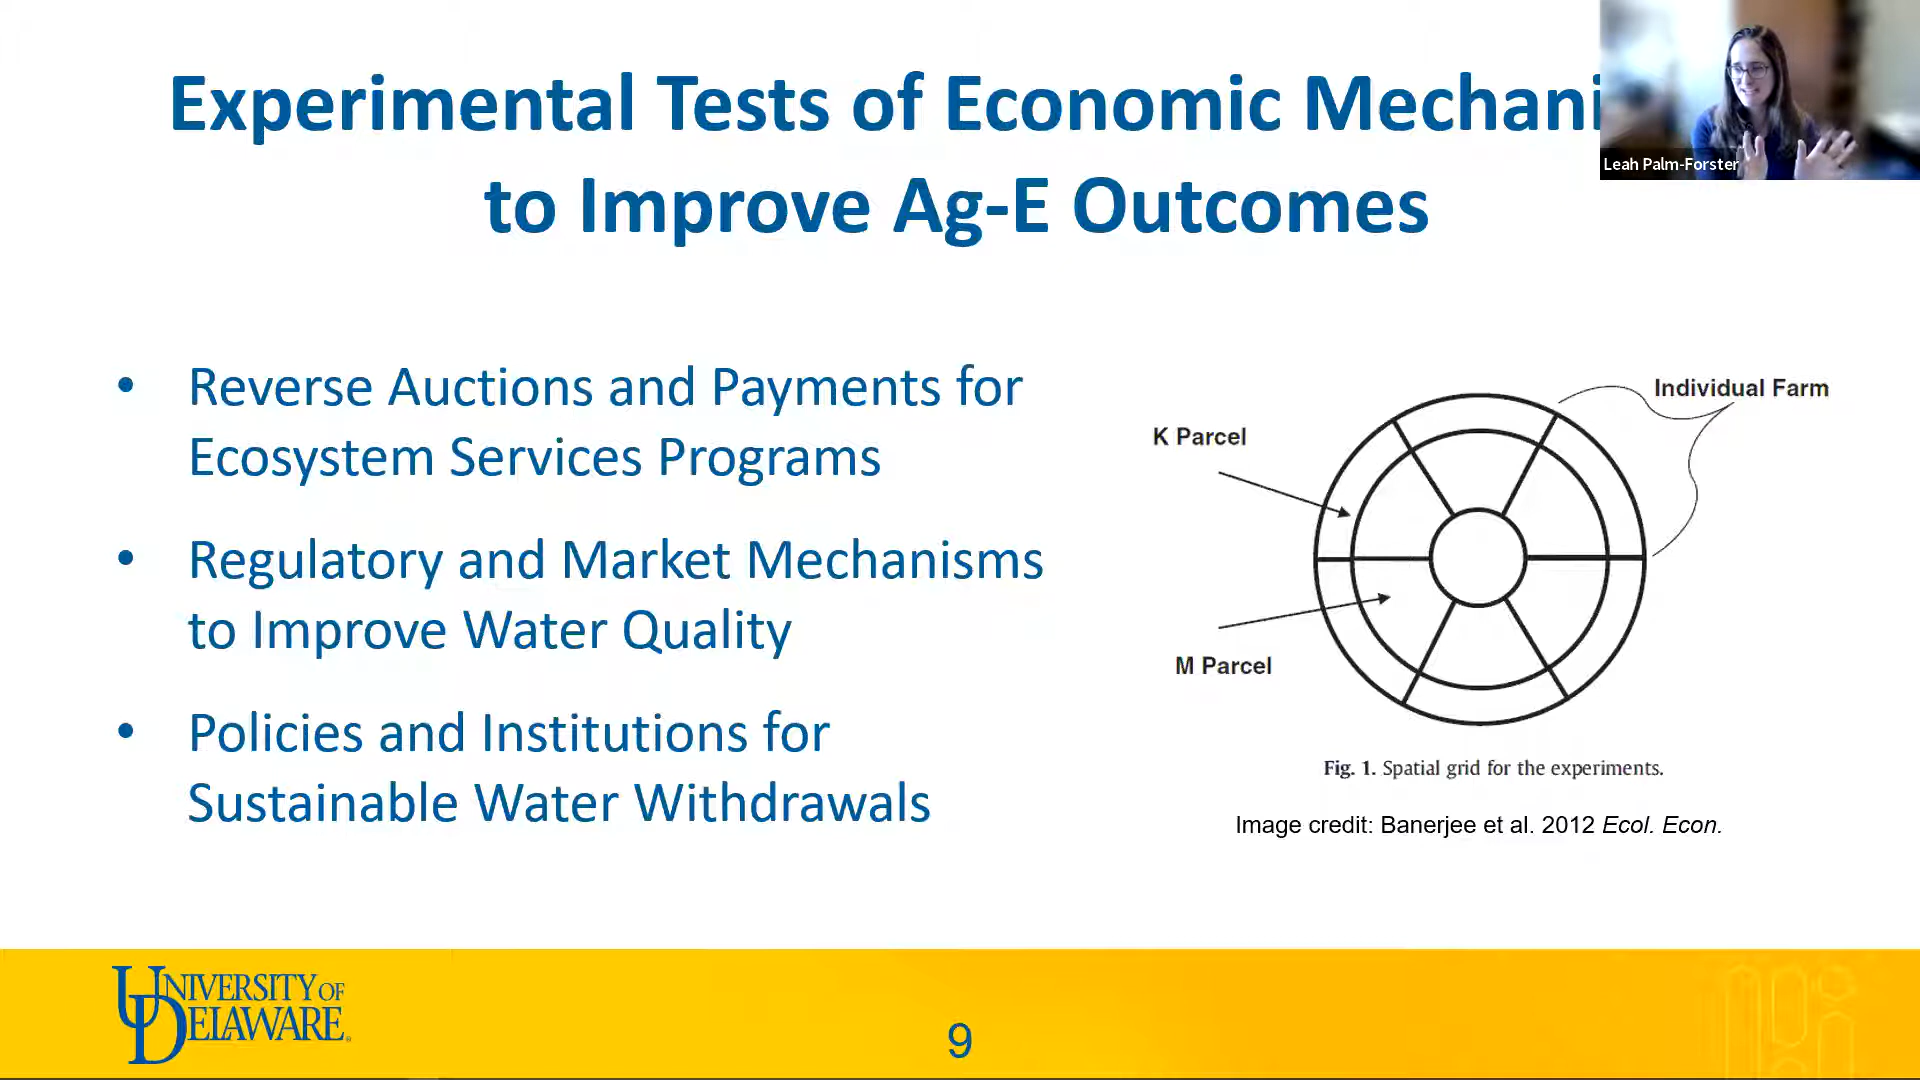 Experimental Tests of Economic Mechani
to Improve Ag-E Outcomes
Leah Palm-Forster
• Reverse Auctions and Payments for
Ecosystem Services Programs
• Regulatory and Market Mechanisms
to Improve Water Quality
• Policies and Institutions for
Sustainable Water Withdrawals
Individual Farm
K Parcel
M Parcel
Fig. 1. Spatial grid for the experiments.
Image credit: Banerjee et al. 2012 Ecol. Econ.
UNIVERSITY OF
DELAWARE
9